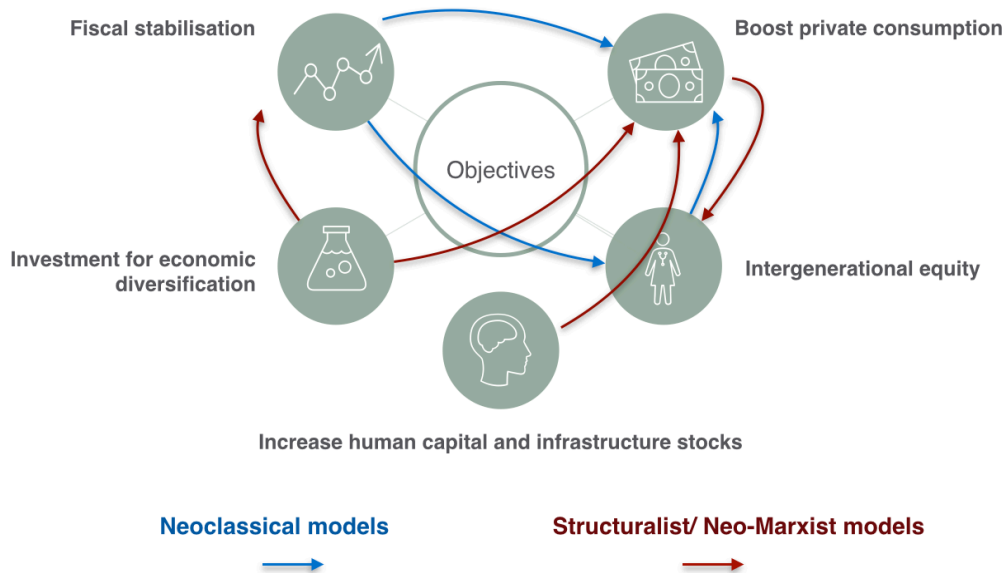 Fiscal stabilisation
Boost private consumption
Objectives
Investment for economic
diversification
Intergenerational equity
Increase human capital and infrastructure stocks
Neoclassical models
Structuralist/ Neo-Marxist models